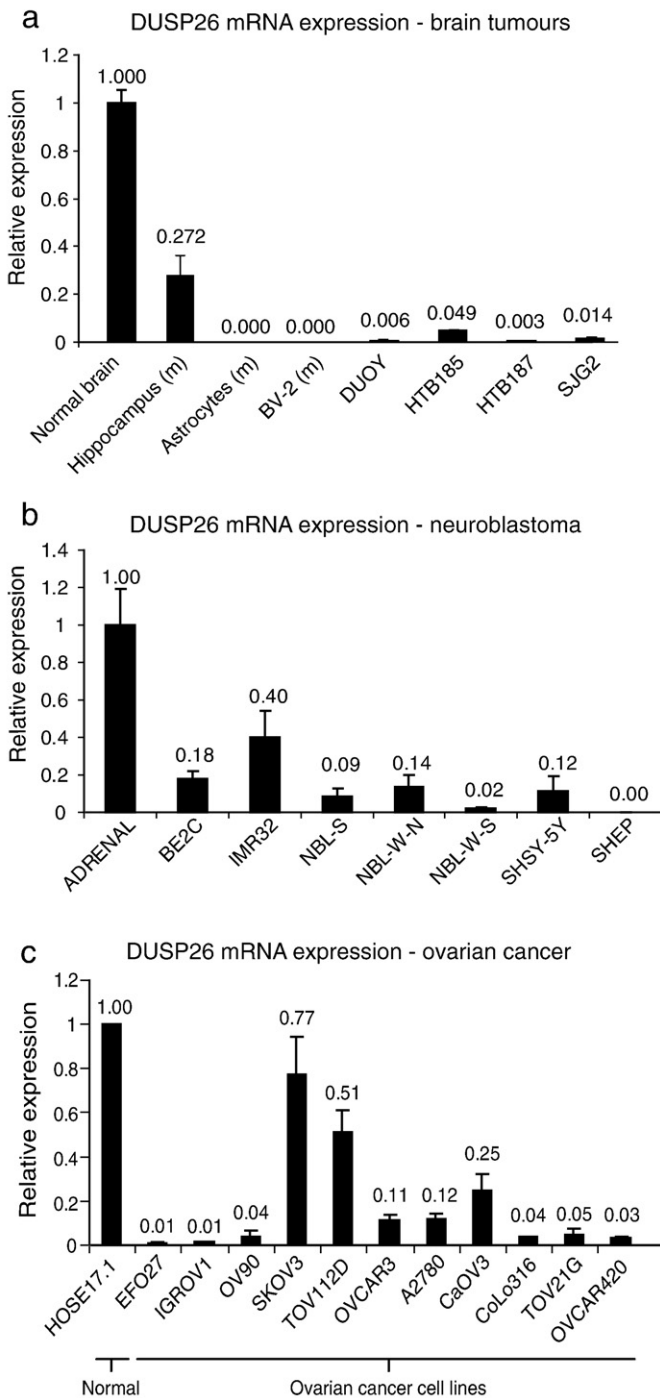 a
DUSP26 mRNA expression - brain tumours
Relative expression
1.000
1
0.8
0.6
0.4
0.2
0
0.272
0.000
0.000
0.006
0.049
0.003
0.014
Normal brain
Hippocampus (m)
Astrocytes (m)
BV-2 (m)
DUOY
HTB185
HTB187
SJG2
b
DUSP26 mRNA expression - neuroblastoma
Relative expression
1.4
1.2
1
0.8
0.6
0.4
0.2
0
1.00
0.18
0.40
0.09
0.14
0.02
0.12
0.00
ADRENAL
BE2C
IMR32
NBL-S
NBL-W-N
NBL-W-S
SHSY-5Y
SHEP
c
DUSP26 mRNA expression - ovarian cancer
Relative expression
1.2
1
0.8
0.6
0.4
0.2
0
1.00
0.01
0.01
0.04
0.77
0.51
0.11
0.12
0.25
0.04
0.05
0.03
HOSE17.1
EFO27
IGROV1
OV90
SKOV3
TOV112D
OVCAR3
A2780
CaOV3
CoLo316
TOV21G
OVCAR420
Normal
Ovarian cancer cell lines